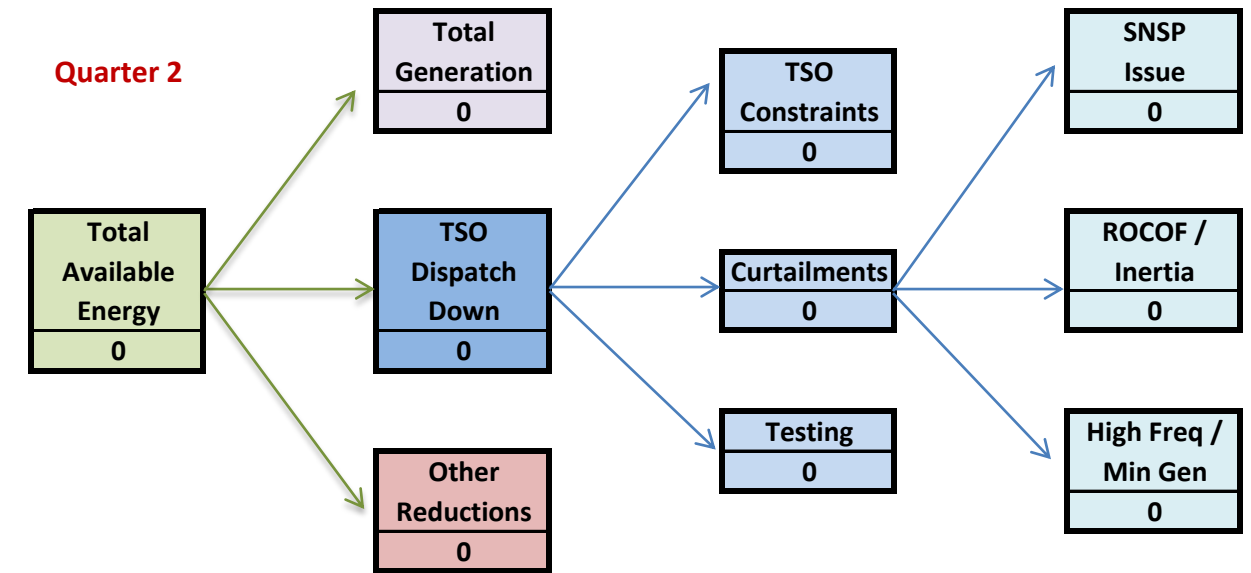 Quarter 2
Total
Available
Energy
0
Total
Generation
0
TSO
Dispatch
Down
0
Other
Reductions
0
TSO
Constraints
0
Curtailments
0
Testing
0
SNSP
Issue
0
ROCOF /
Inertia
0
High Freq /
Min Gen
0